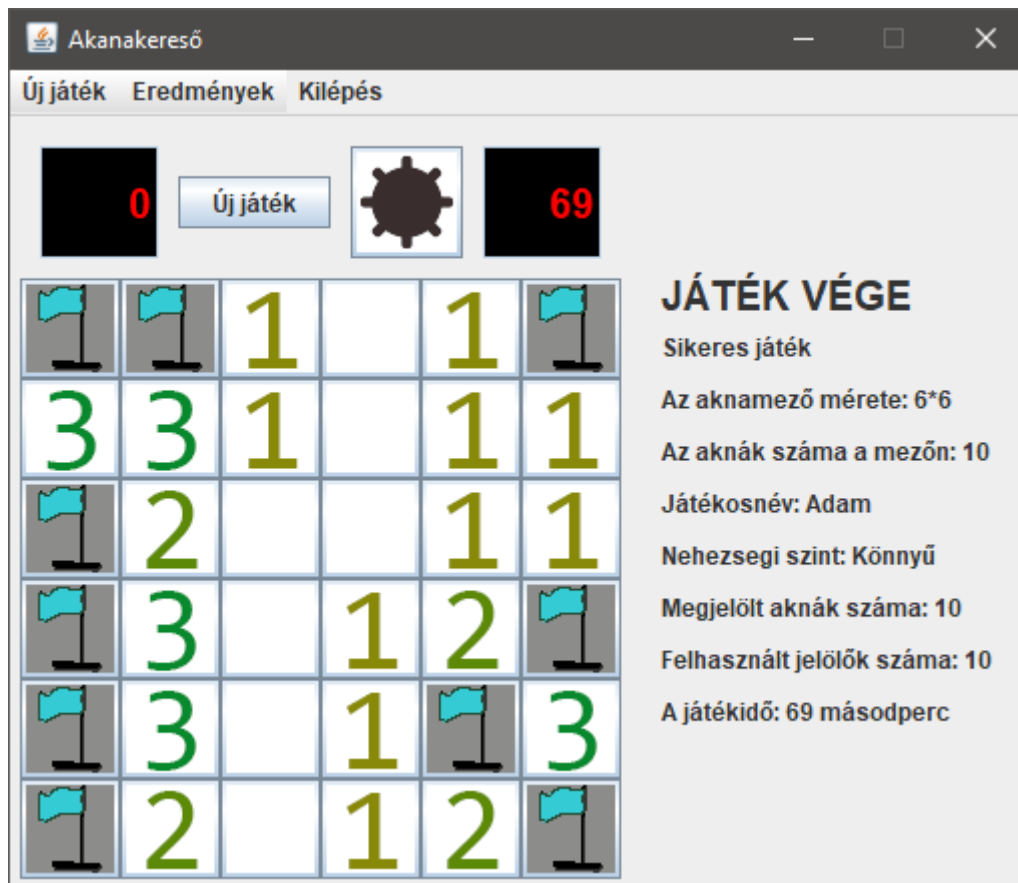 Akanakereső
Új játék Eredmények Kilépés
0 Új játék 69
1 1
3 3 1 1 1
2 1 1
3 1 2
3 1 3
2 1 2
JÁTÉK VÉGE
Sikeres játék
Az aknamező mérete: 6*6
Az aknák száma a mezőn: 10
Játékosnév: Adam
Nehezsegi szint: Könnyű
Megjelölt aknák száma: 10
Felhasznált jelölők száma: 10
A játékidő: 69 másodperc